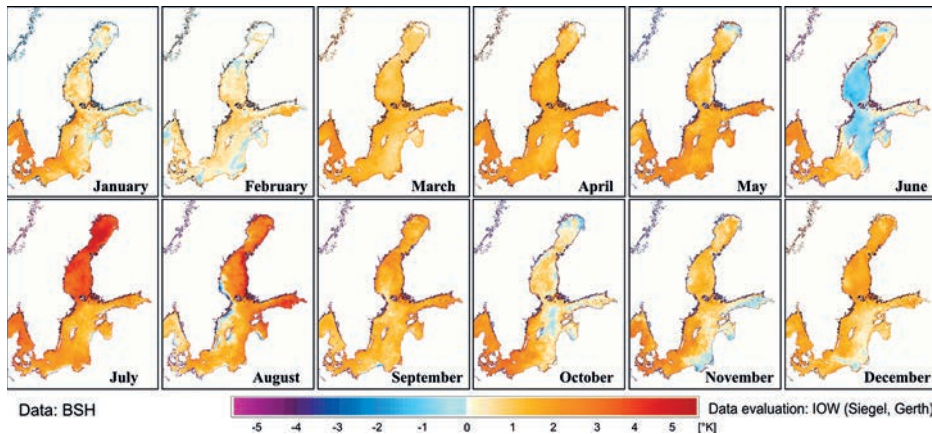 January
February
March
April
May
June
July
August
September
October
November
December
Data: BSH
-5 -4 -3 -2 -1 0 1 2 3 4 5 [°K]
Data evaluation: IOW (Siegel, Gerth)